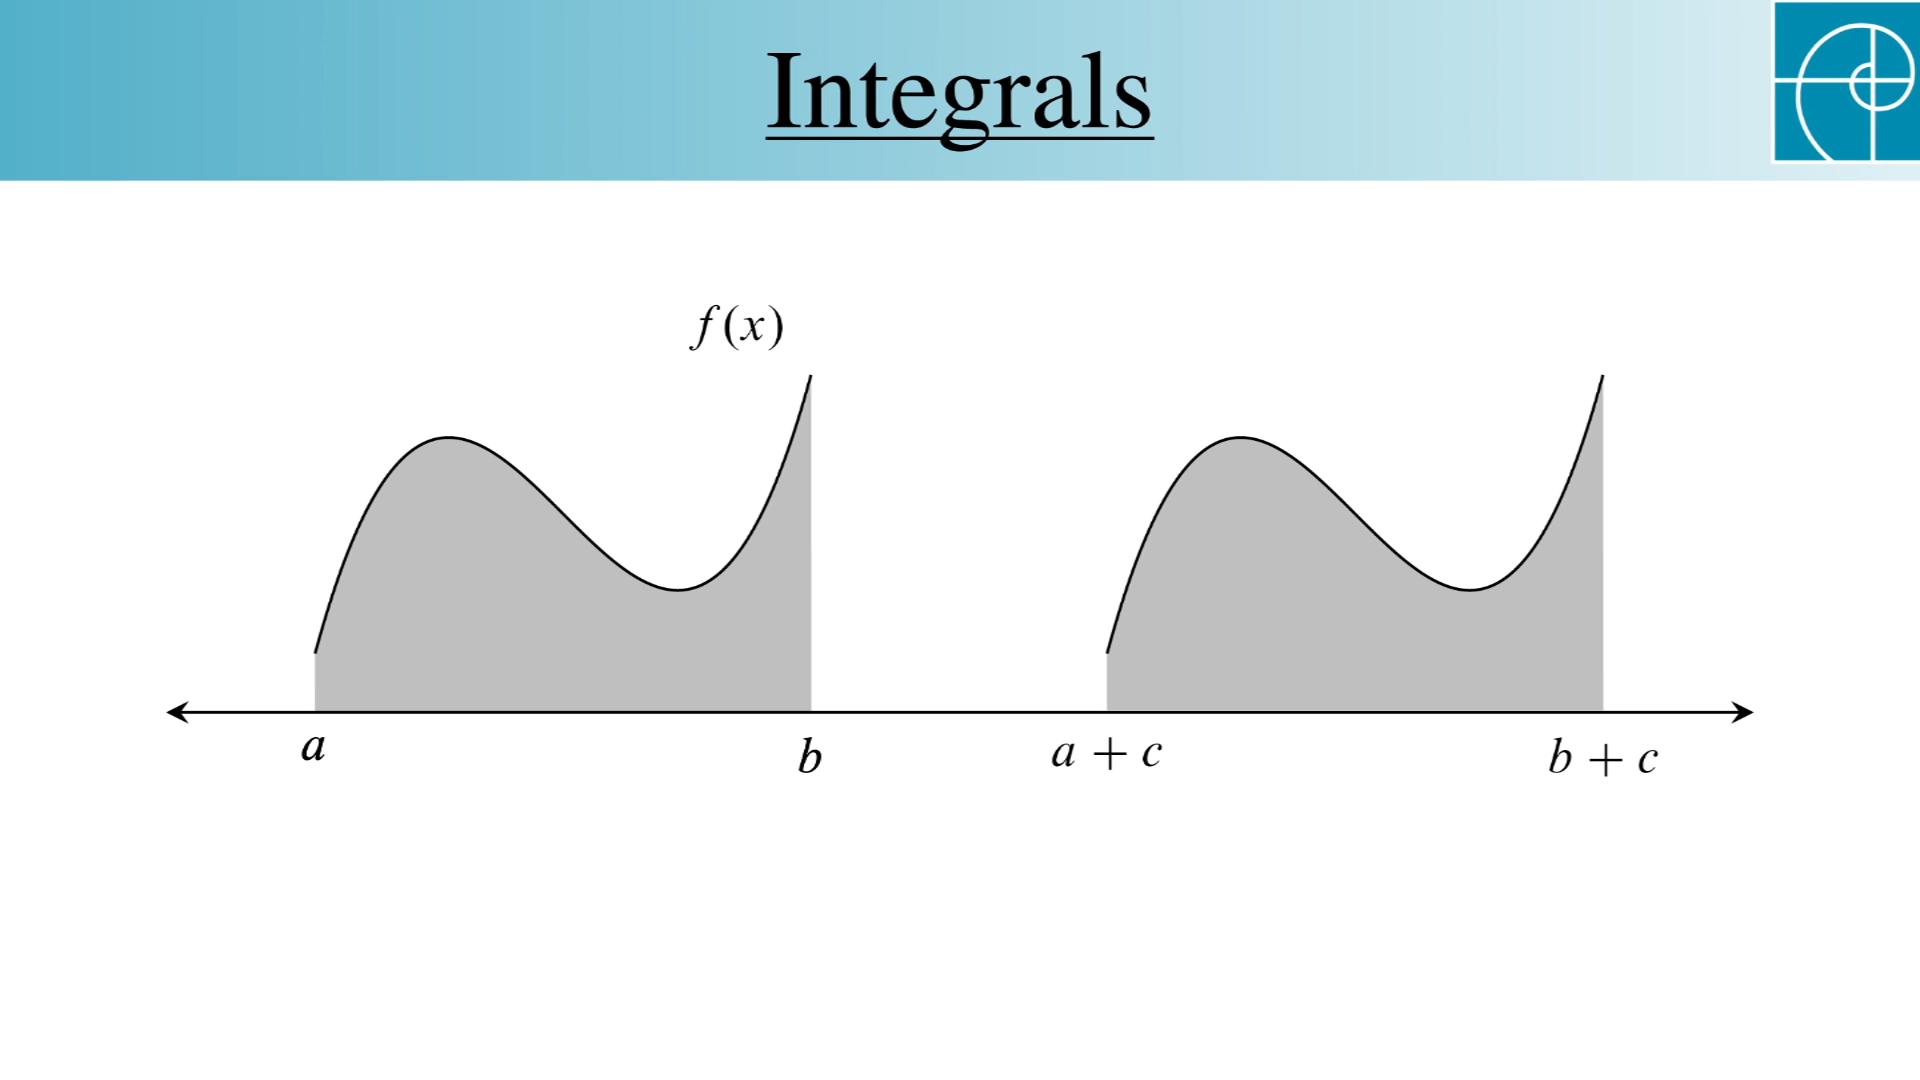 Integrals
f(x)
a
b
a + c
b + c